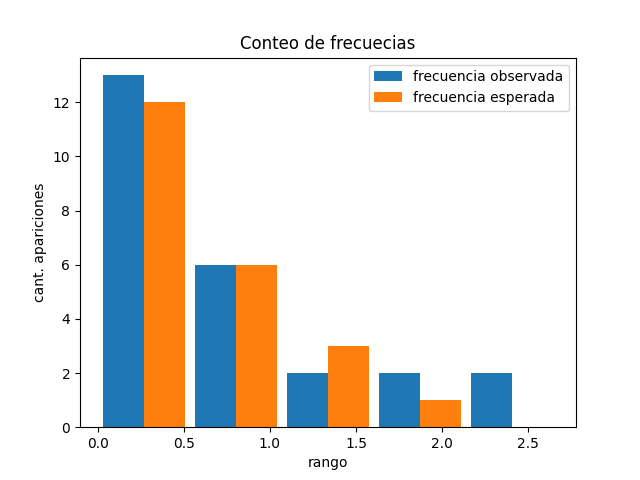 Conteo de frecuecias
frecuencia observada
frecuencia esperada
cant. apariciones
12
10
8
6
4
2
0
0.0 0.5 1.0 1.5 2.0 2.5
rango